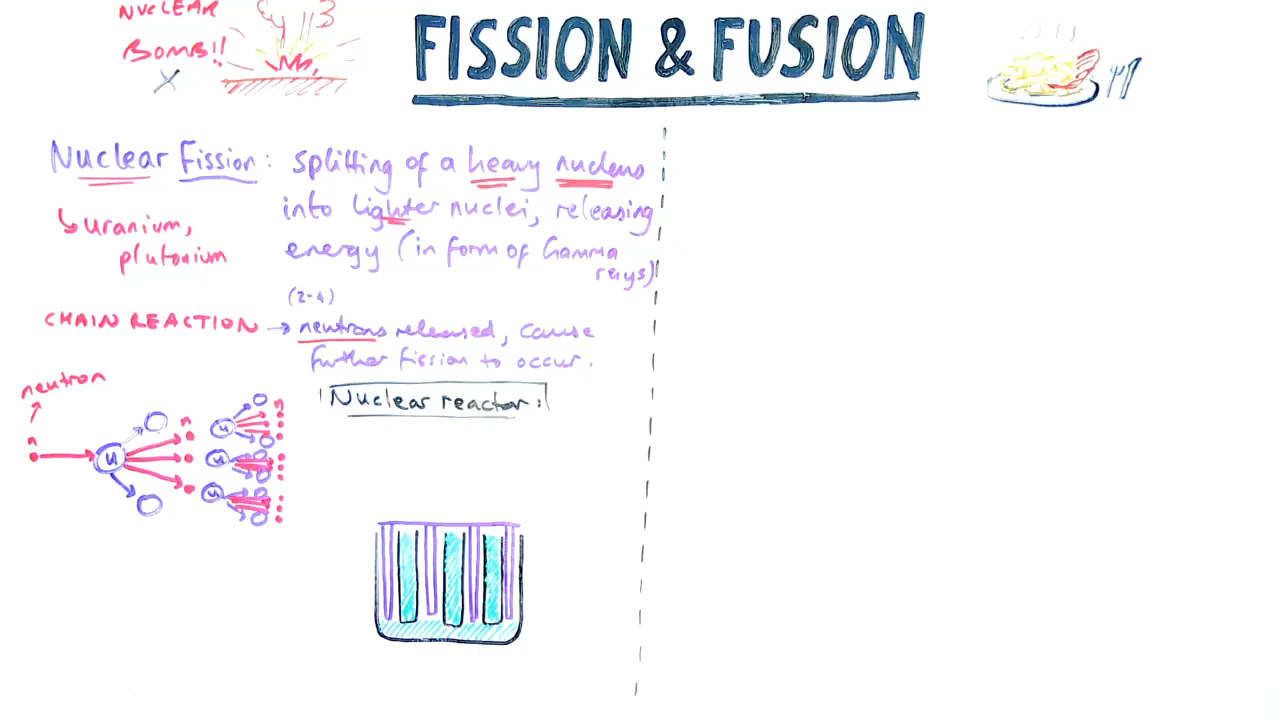 NUCLEAR
BOMB!!
FISSION & FUSION
Nuclear Fission: splitting of a heavy nucleus
into lighter nuclei, releasing
energy (in form of Gamma
rays)
↳ uranium,
plutonium
(2-4)
CHAIN REACTION → neutrons released, cause
further fission to occur.
neutron
Nuclear reactor:
n
n
n
u
u
u
u